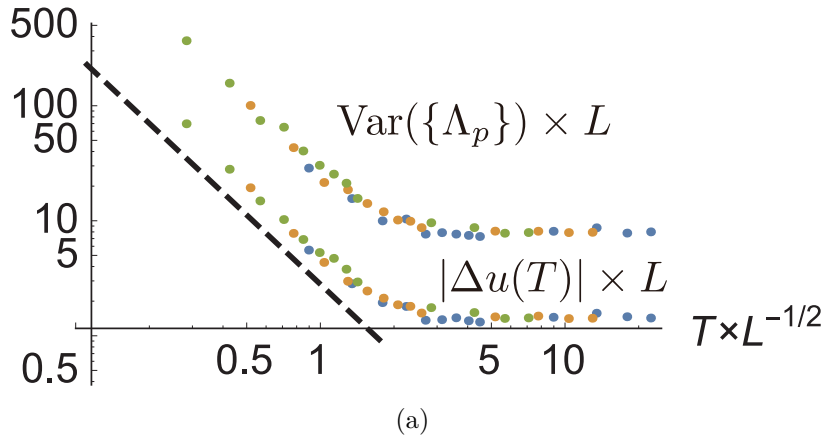 500
100
50
10
5
0.5
Var({Λ_p}) × L
|Δu(T)| × L
0.5 1 5 10
T×L^{-1/2}
(a)